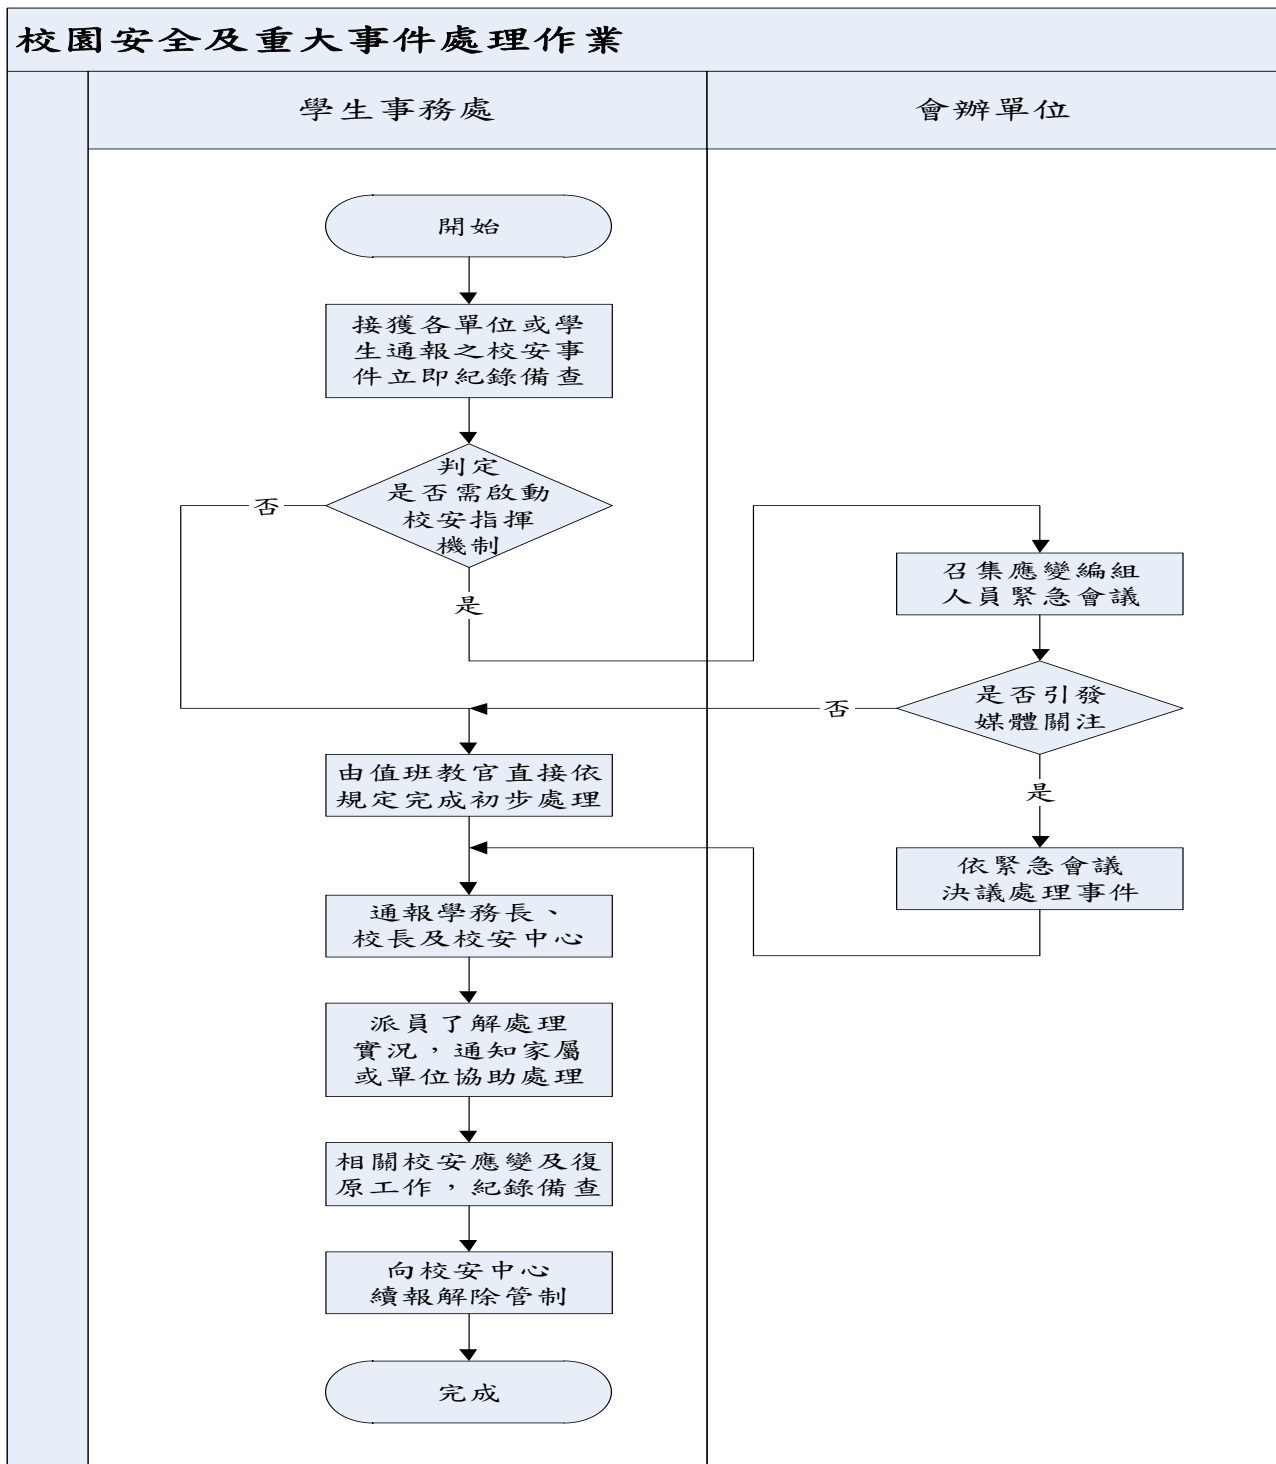 校園安全及重大事件處理作業
學生事務處
會辦單位
開始
接獲各單位或學
生通報之校安事
件立即紀錄備查
判定
是否需啟動
校安指揮
機制
否
是
召集應變編組
人員緊急會議
是否引發
媒體關注
否
是
由值班教官直接依
規定完成初步處理
依緊急會議
決議處理事件
通報學務長、
校長及校安中心
派員了解處理
實況，通知家屬
或單位協助處理
相關校安應變及復
原工作，紀錄備查
向校安中心
續報解除管制
完成